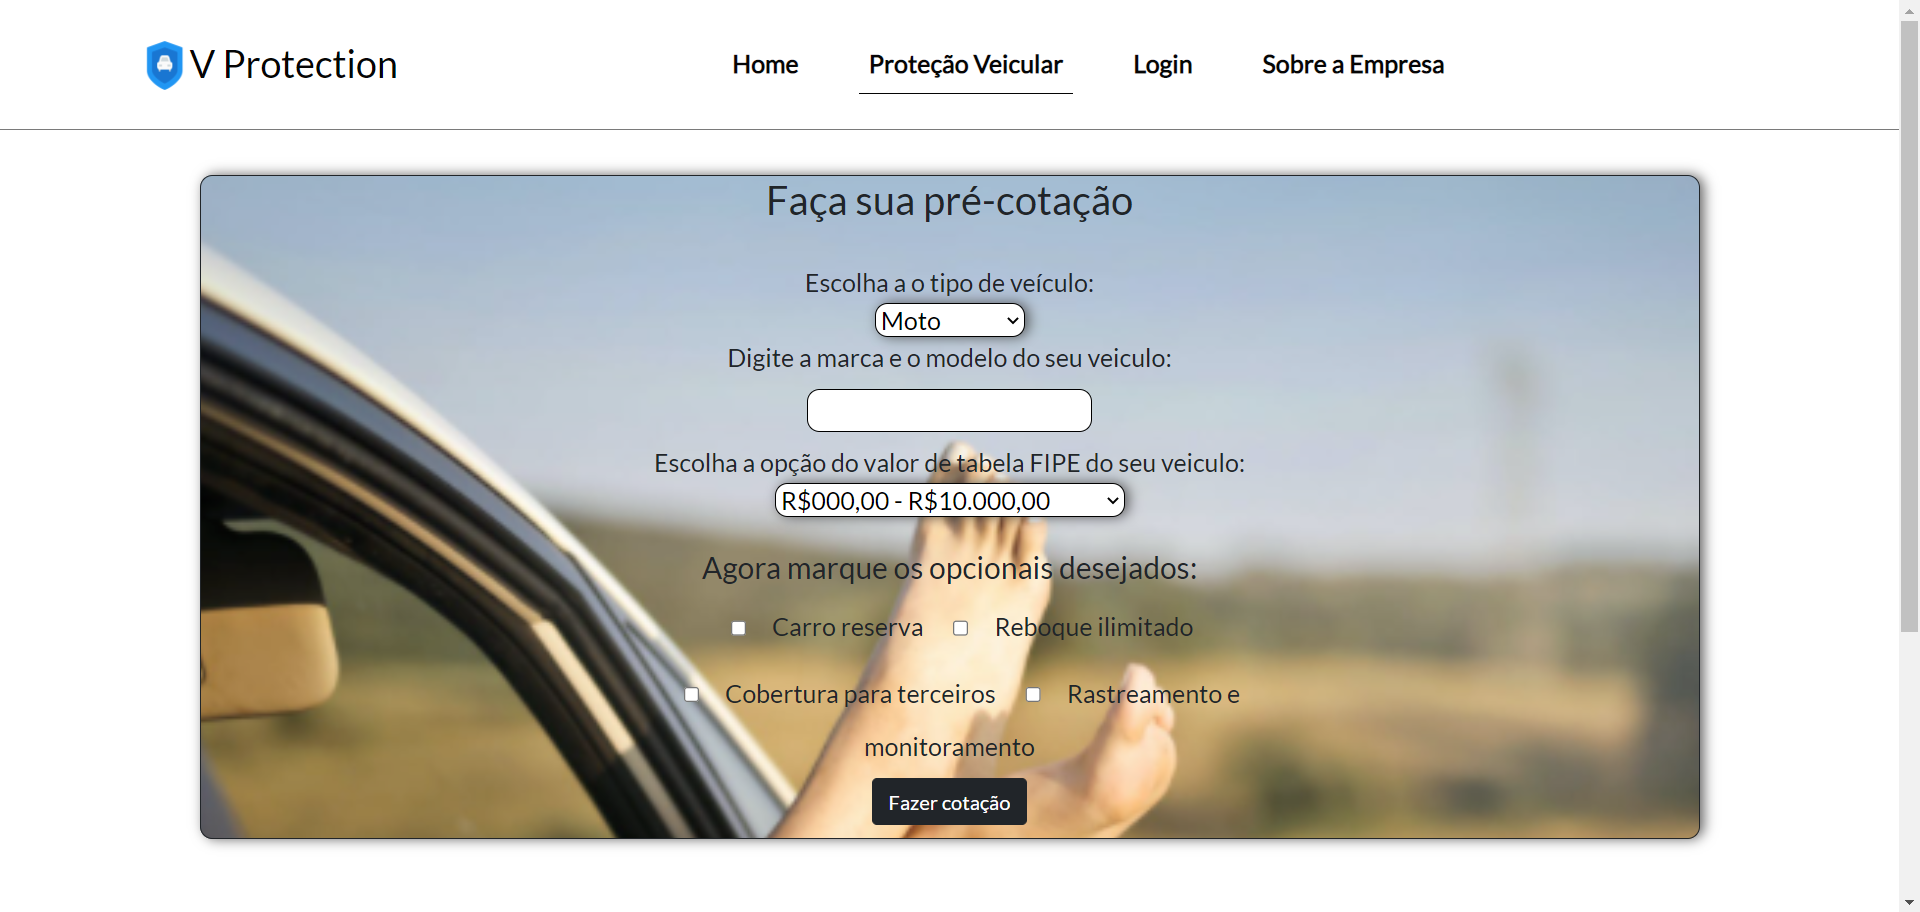 V Protection
Home Proteção Veicular Login Sobre a Empresa
Faça sua pré-cotação
Escolha a o tipo de veículo:
Moto
Digite a marca e o modelo do seu veiculo:
Escolha a opção do valor de tabela FIPE do seu veiculo:
R$000,00 - R$10.000,00
Agora marque os opcionais desejados:
Carro reserva Reboque ilimitado
Cobertura para terceiros Rastreamento e
monitoramento
Fazer cotação